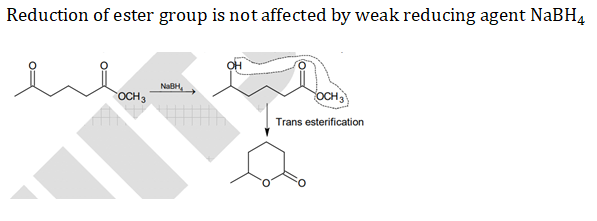 Reduction of ester group is not affected by weak reducing agent NaBH₄
O O OH O
NaBH₄
OCH₃ OCH₃
Trans esterification
O O